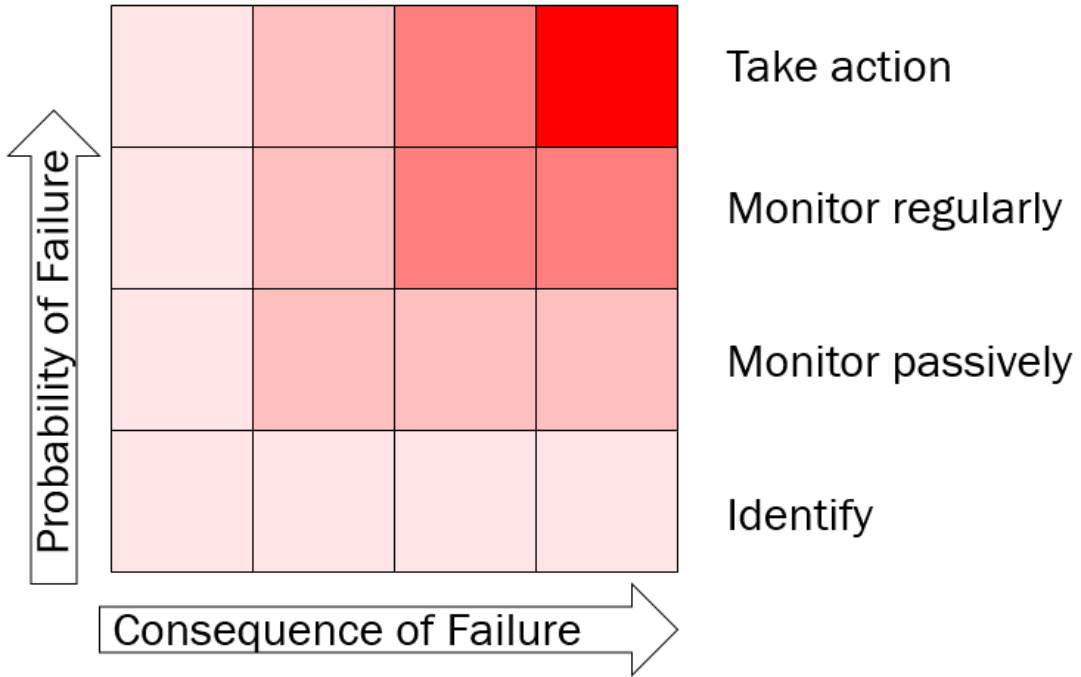 Take action
Monitor regularly
Monitor passively
Identify
Probability of Failure
Consequence of Failure